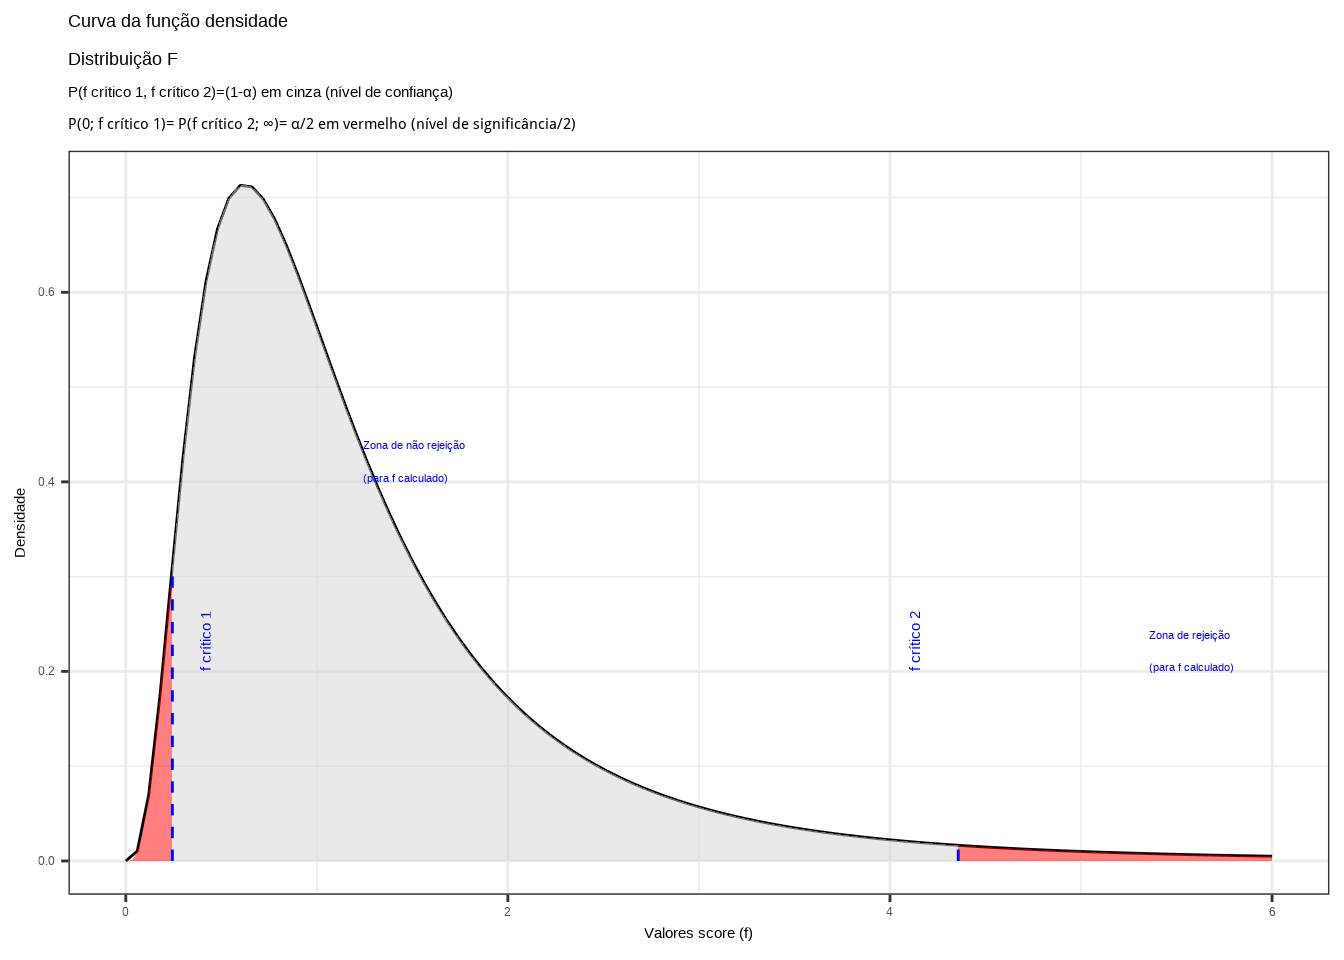 Curva da função densidade
Distribuição F
P(f crítico 1, f crítico 2)=(1-α) em cinza (nível de confiança)
P(0; f crítico 1)= P(f crítico 2; ∞)= α/2 em vermelho (nível de significância/2)
0.6
0.4
0.2
0.0
Densidade
Zona de não rejeição
(para f calculado)
f crítico 1
f crítico 2
Zona de rejeição
(para f calculado)
0
2
4
6
Valores score (f)